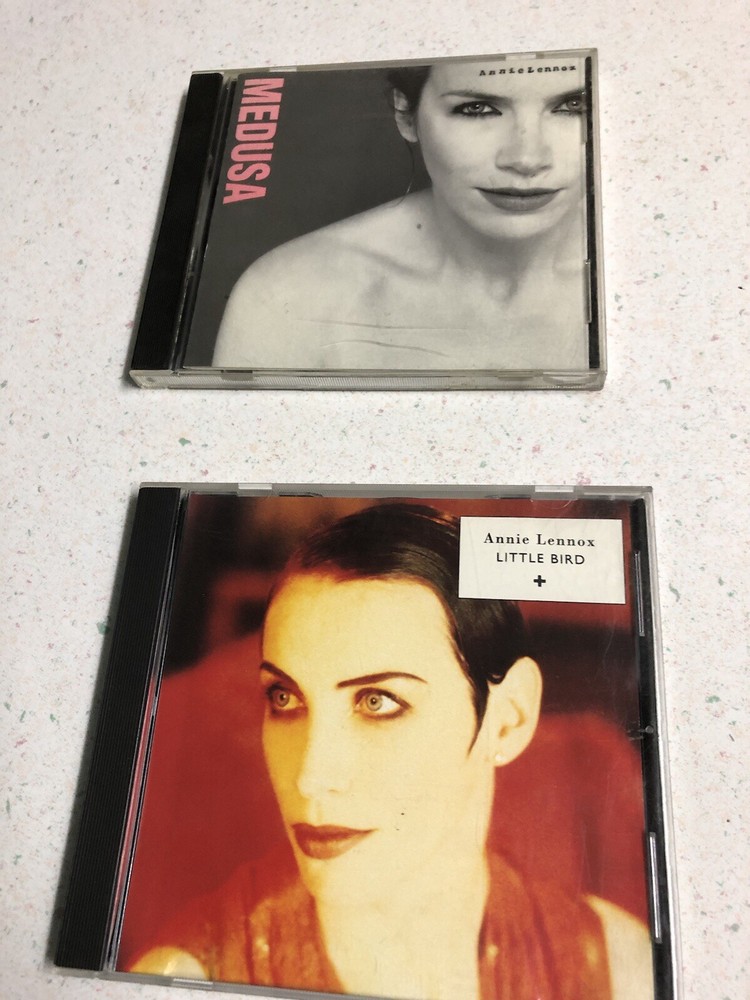 Annie Lennox
MEDUSA
Annie Lennox
LITTLE BIRD
+